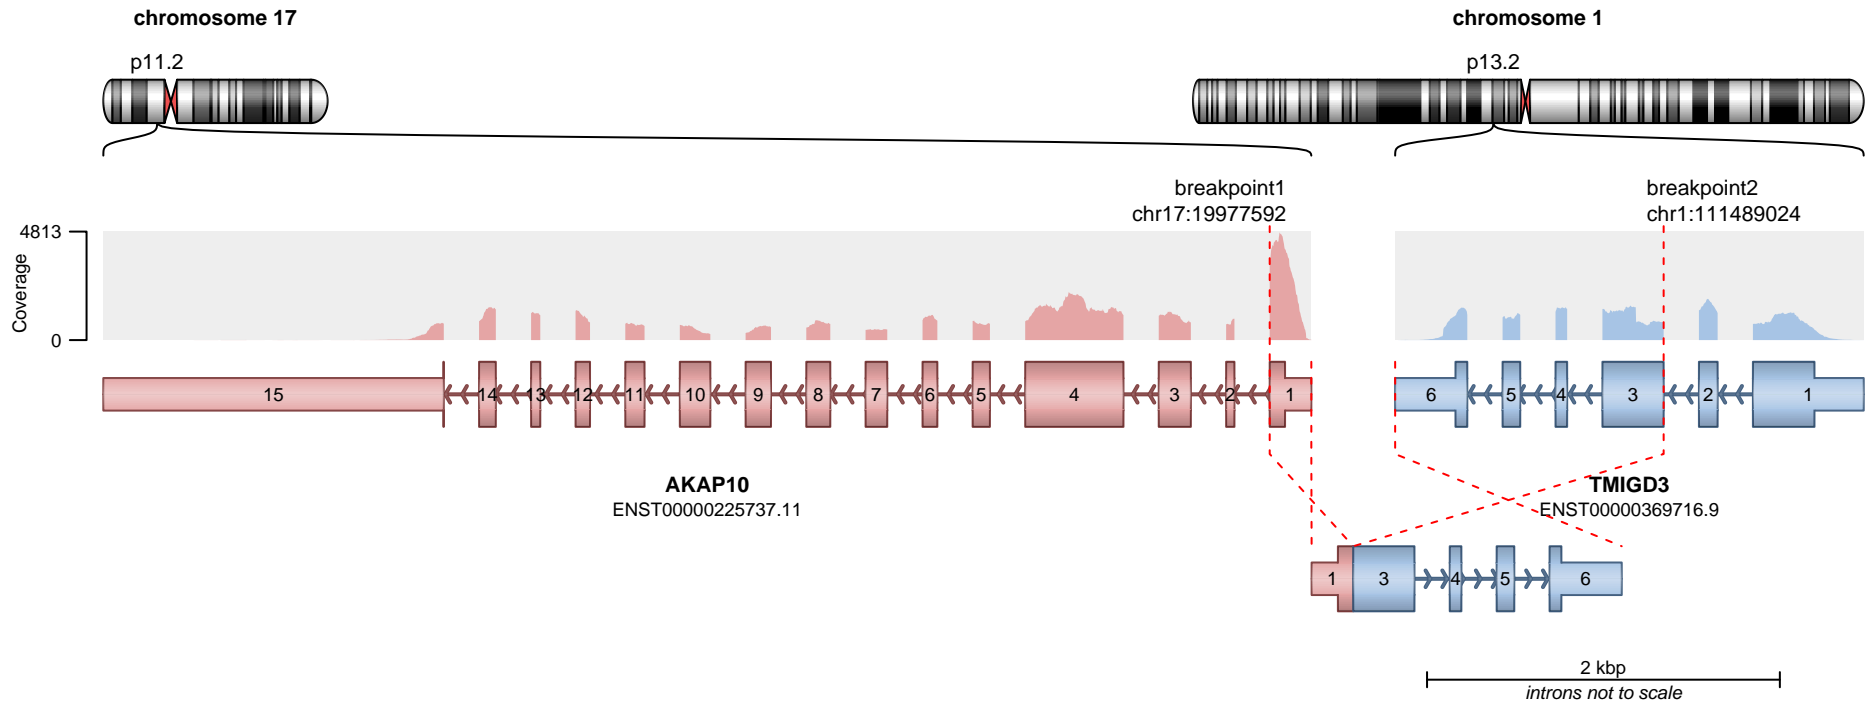 chromosome 17
chromosome 1
p11.2
p13.2
breakpoint1
chr17:19977592
breakpoint2
chr1:111489024
4813
0
Coverage
15 14 13 12 11 10 9 8 7 6 5 4 3 2 1
6 5 4 3 2 1
AKAP10
ENST00000225737.11
TMIGD3
ENST00000369716.9
1 3 4 5 6
2 kbp
introns not to scale